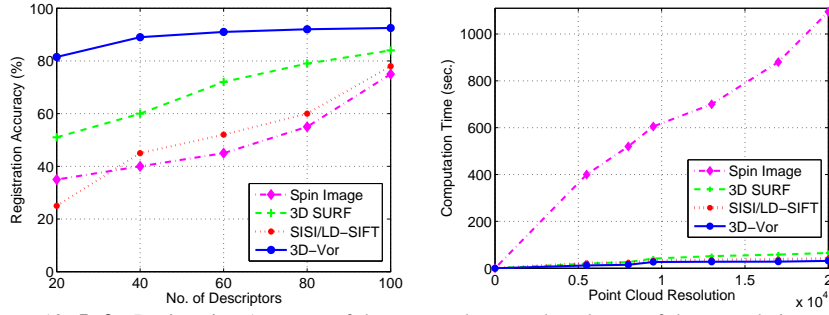 100
80
60
40
20
0
Registration Accuracy (%)
20 40 60 80 100
No. of Descriptors
Spin Image
3D SURF
SISI/LD−SIFT
3D−Vor
1000
800
600
400
200
0
Computation Time (sec.)
0 0.5 1 1.5 2
x 10^4
Point Cloud Resolution
Spin Image
3D SURF
SISI/LD−SIFT
3D−Vor